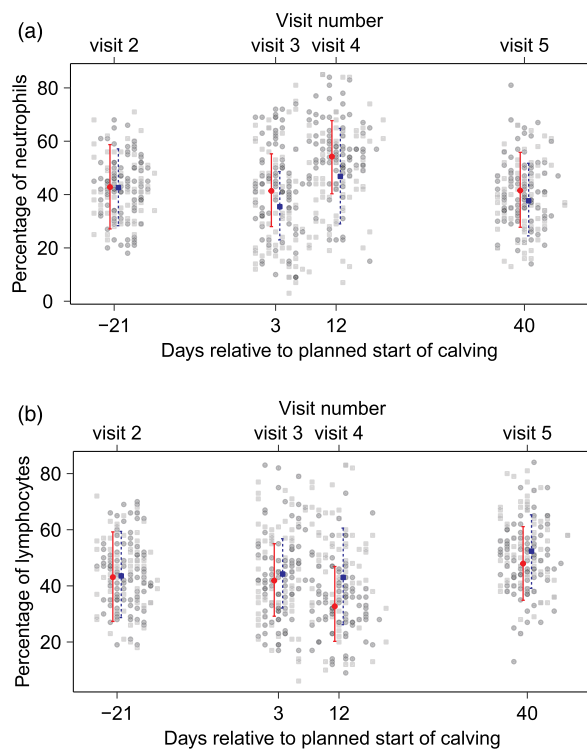 (a)
Visit number
visit 2 visit 3 visit 4 visit 5
Percentage of neutrophils
80
60
40
20
0
−21 3 12 40
Days relative to planned start of calving
(b)
Visit number
visit 2 visit 3 visit 4 visit 5
Percentage of lymphocytes
80
60
40
20
−21 3 12 40
Days relative to planned start of calving